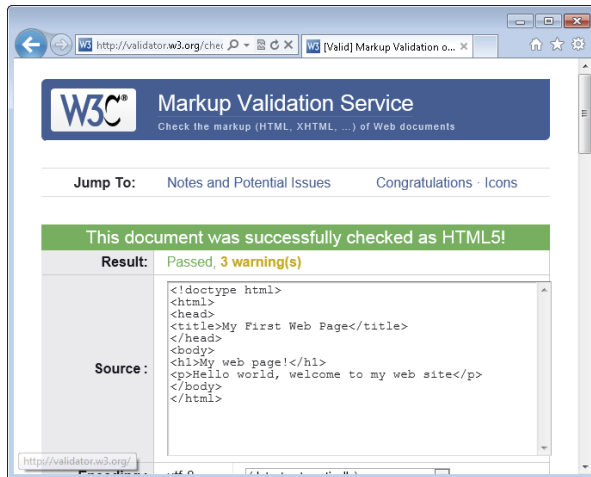 http://validator.w3.org/chec
[Valid] Markup Validation o...
W3C®
Markup Validation Service
Check the markup (HTML, XHTML, ...) of Web documents
Jump To: Notes and Potential Issues Congratulations · Icons
This document was successfully checked as HTML5!
Result: Passed, 3 warning(s)
Source :
<!doctype html>
<html>
<head>
<title>My First Web Page</title>
</head>
<body>
<h1>My web page!</h1>
<p>Hello world, welcome to my web site</p>
</body>
</html>
http://validator.w3.org/